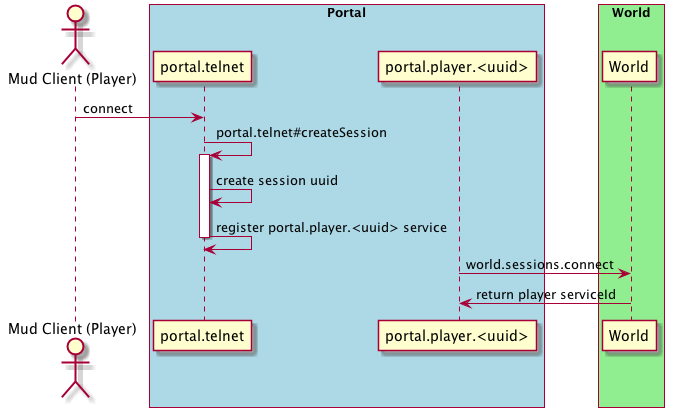 Portal
World
Mud Client (Player)
portal.telnet
portal.player.<uuid>
World
connect
portal.telnet#createSession
create session uuid
register portal.player.<uuid> service
world.sessions.connect
return player serviceId
Mud Client (Player)
portal.telnet
portal.player.<uuid>
World